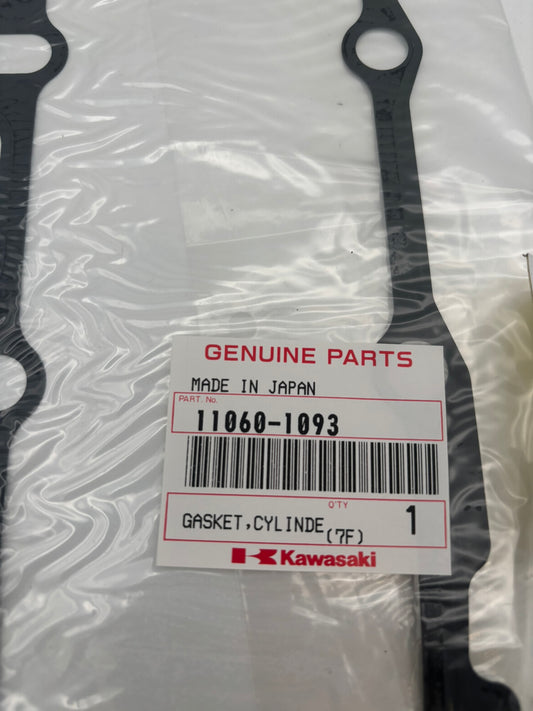 GENUINE PARTS
MADE IN JAPAN
PART. No.
11060-1093
Q'TY
GASKET,CYLINDE(7F) 1
Kawasaki